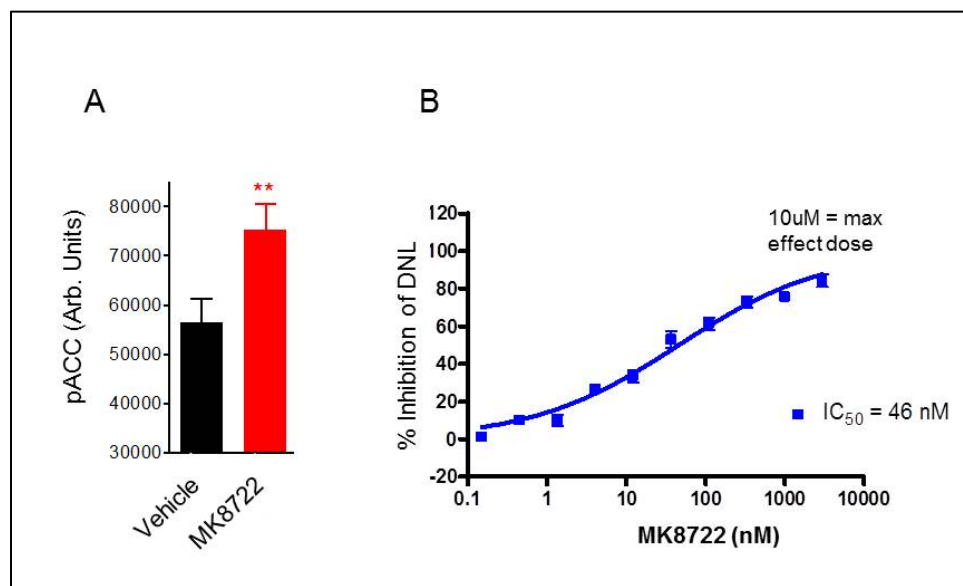 A
B
pACC (Arb. Units)
80000
70000
60000
50000
40000
30000
**
Vehicle
MK8722
% Inhibition of DNL
120
100
80
60
40
20
0
-20
10uM = max
effect dose
IC50 = 46 nM
0.1
1
10
100
1000
10000
MK8722 (nM)